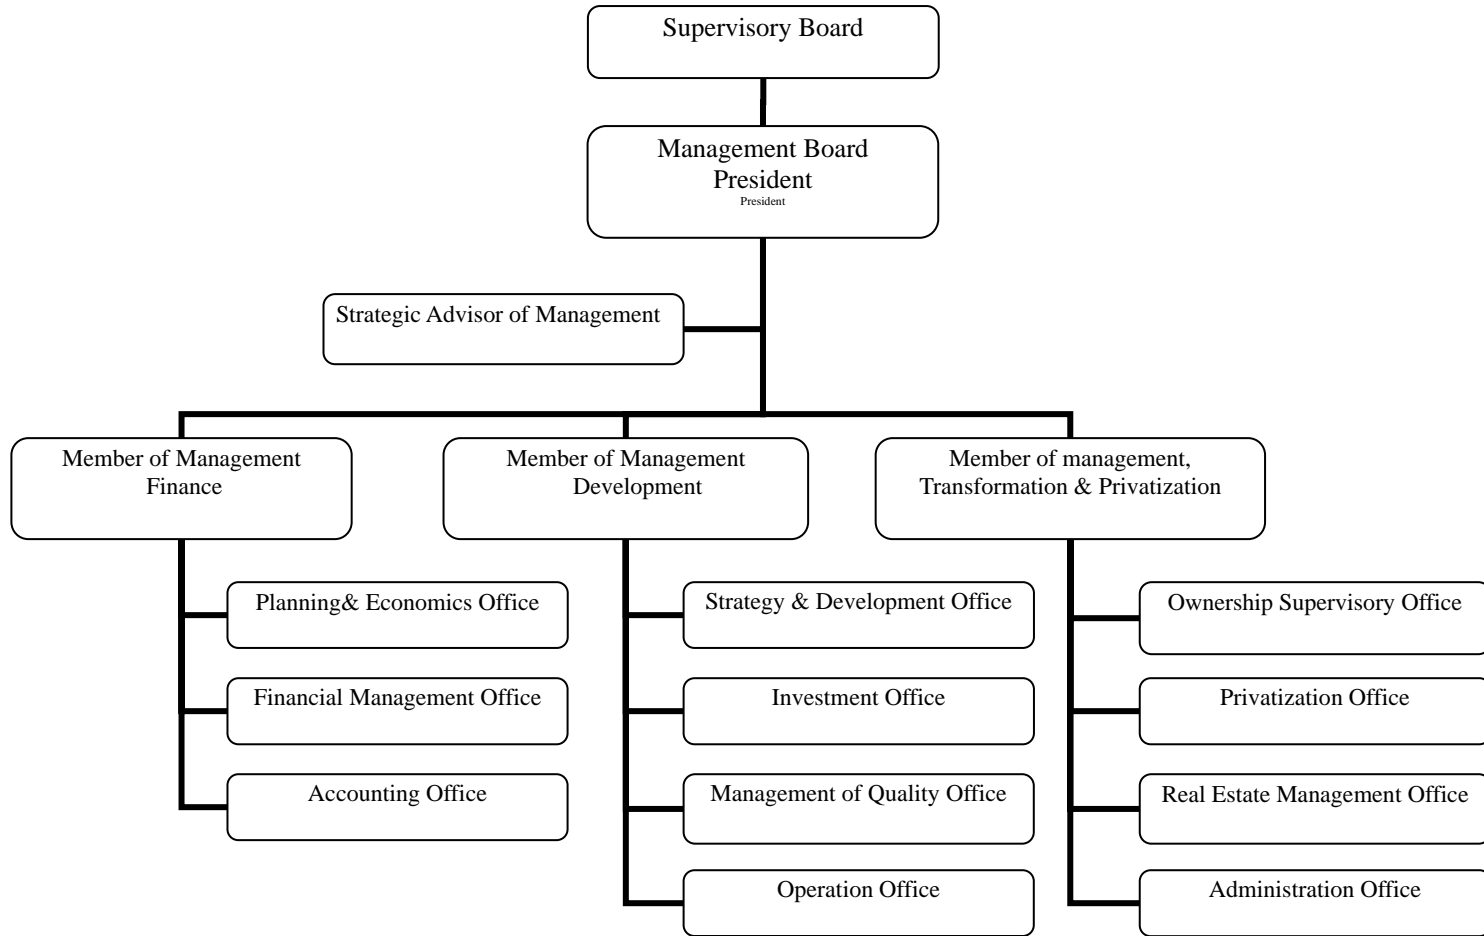 Supervisory Board
Management Board
President
President
Strategic Advisor of Management
Member of Management
Finance
Member of Management
Development
Member of management,
Transformation & Privatization
Planning& Economics Office
Strategy & Development Office
Ownership Supervisory Office
Financial Management Office
Investment Office
Privatization Office
Accounting Office
Management of Quality Office
Real Estate Management Office
Operation Office
Administration Office